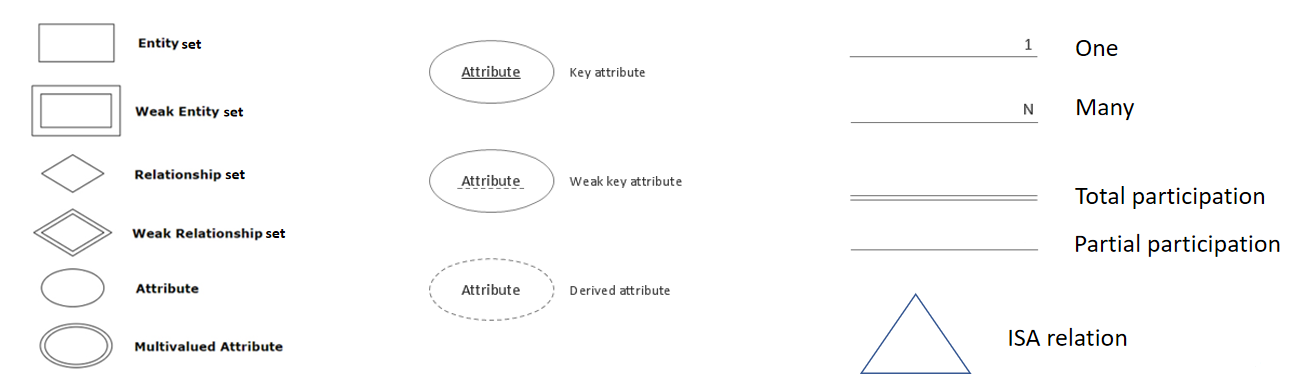 Entity set
Weak Entity set
Relationship set
Weak Relationship set
Attribute
Multivalued Attribute
Attribute Key attribute
Attribute Weak key attribute
Attribute Derived attribute
1 One
N Many
Total participation
Partial participation
ISA relation